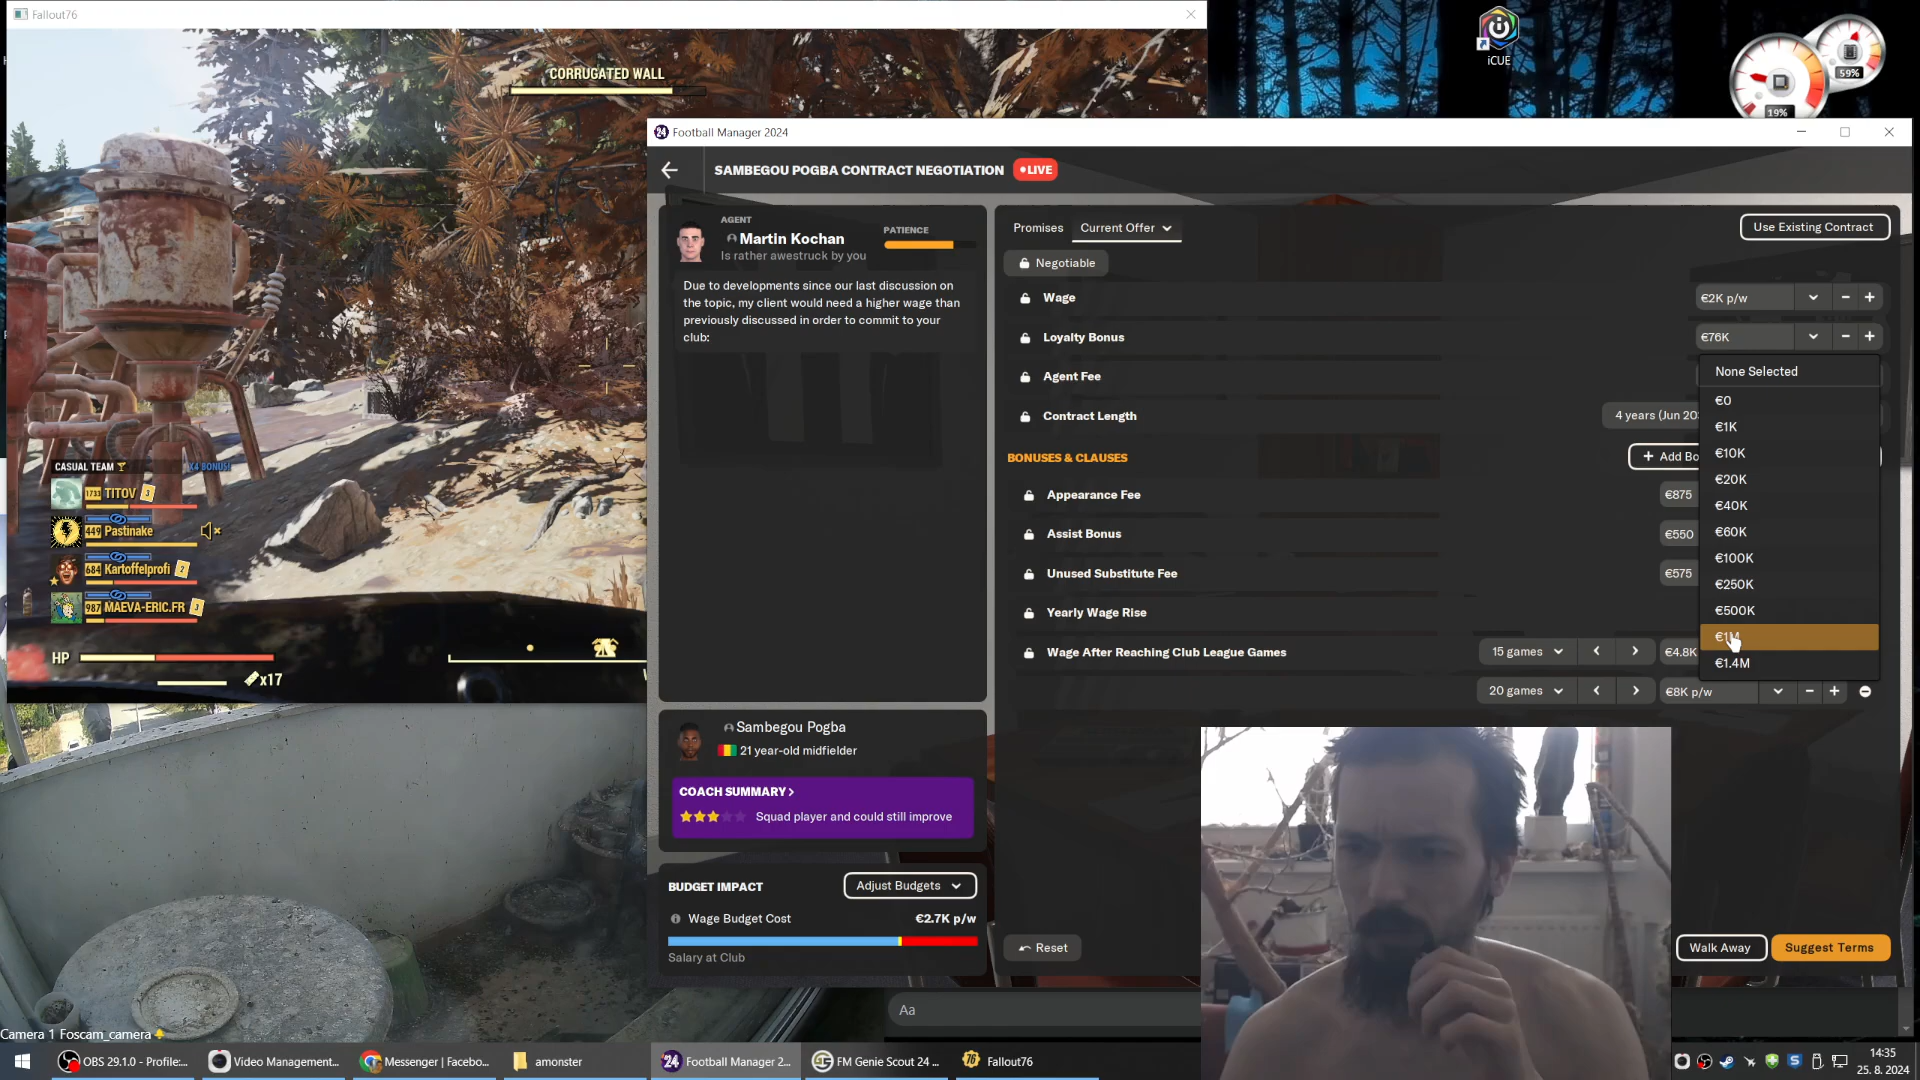 Fallout76
CORRUGATED WALL
CASUAL TEAM
X4 BONUS!
1733 TITOV 3
449 Pastinake
684 Kartoffelprofi 2
987 MAEVA-ERIC.FR
HP
x17
iCUE
59%
19%
Football Manager 2024
SAMBEGOU POGBA CONTRACT NEGOTIATION
LIVE
AGENT
Martin Kochan
Is rather awestruck by you
PATIENCE
Due to developments since our last discussion on
the topic, my client would need a higher wage than
previously discussed in order to commit to your
club:
Promises
Current Offer
Use Existing Contract
Negotiable
Wage
€2K p/w
Loyalty Bonus
€76K
Agent Fee
Contract Length
4 years (Jun 20
BONUSES & CLAUSES
+ Add Bo
Appearance Fee
€875
Assist Bonus
€550
Unused Substitute Fee
€575
Yearly Wage Rise
Wage After Reaching Club League Games
15 games
€4.8K
20 games
€8K p/w
None Selected
€0
€1K
€10K
€20K
€40K
€60K
€100K
€250K
€500K
€1M
€1.4M
Sambegou Pogba
21 year-old midfielder
COACH SUMMARY >
Squad player and could still improve
BUDGET IMPACT
Adjust Budgets
Wage Budget Cost
€2.7K p/w
Salary at Club
Reset
Walk Away
Suggest Terms
Aa
Camera 1 Foscam_camera
OBS 29.1.0 - Profile:...
Video Management...
Messenger | Facebo...
amonster
Football Manager 2...
FM Genie Scout 24 ...
Fallout76
14:35
25. 8. 2024